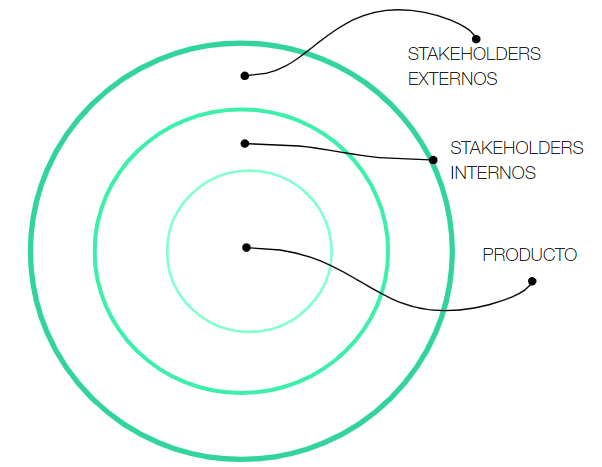 STAKEHOLDERS
EXTERNOS
STAKEHOLDERS
INTERNOS
PRODUCTO